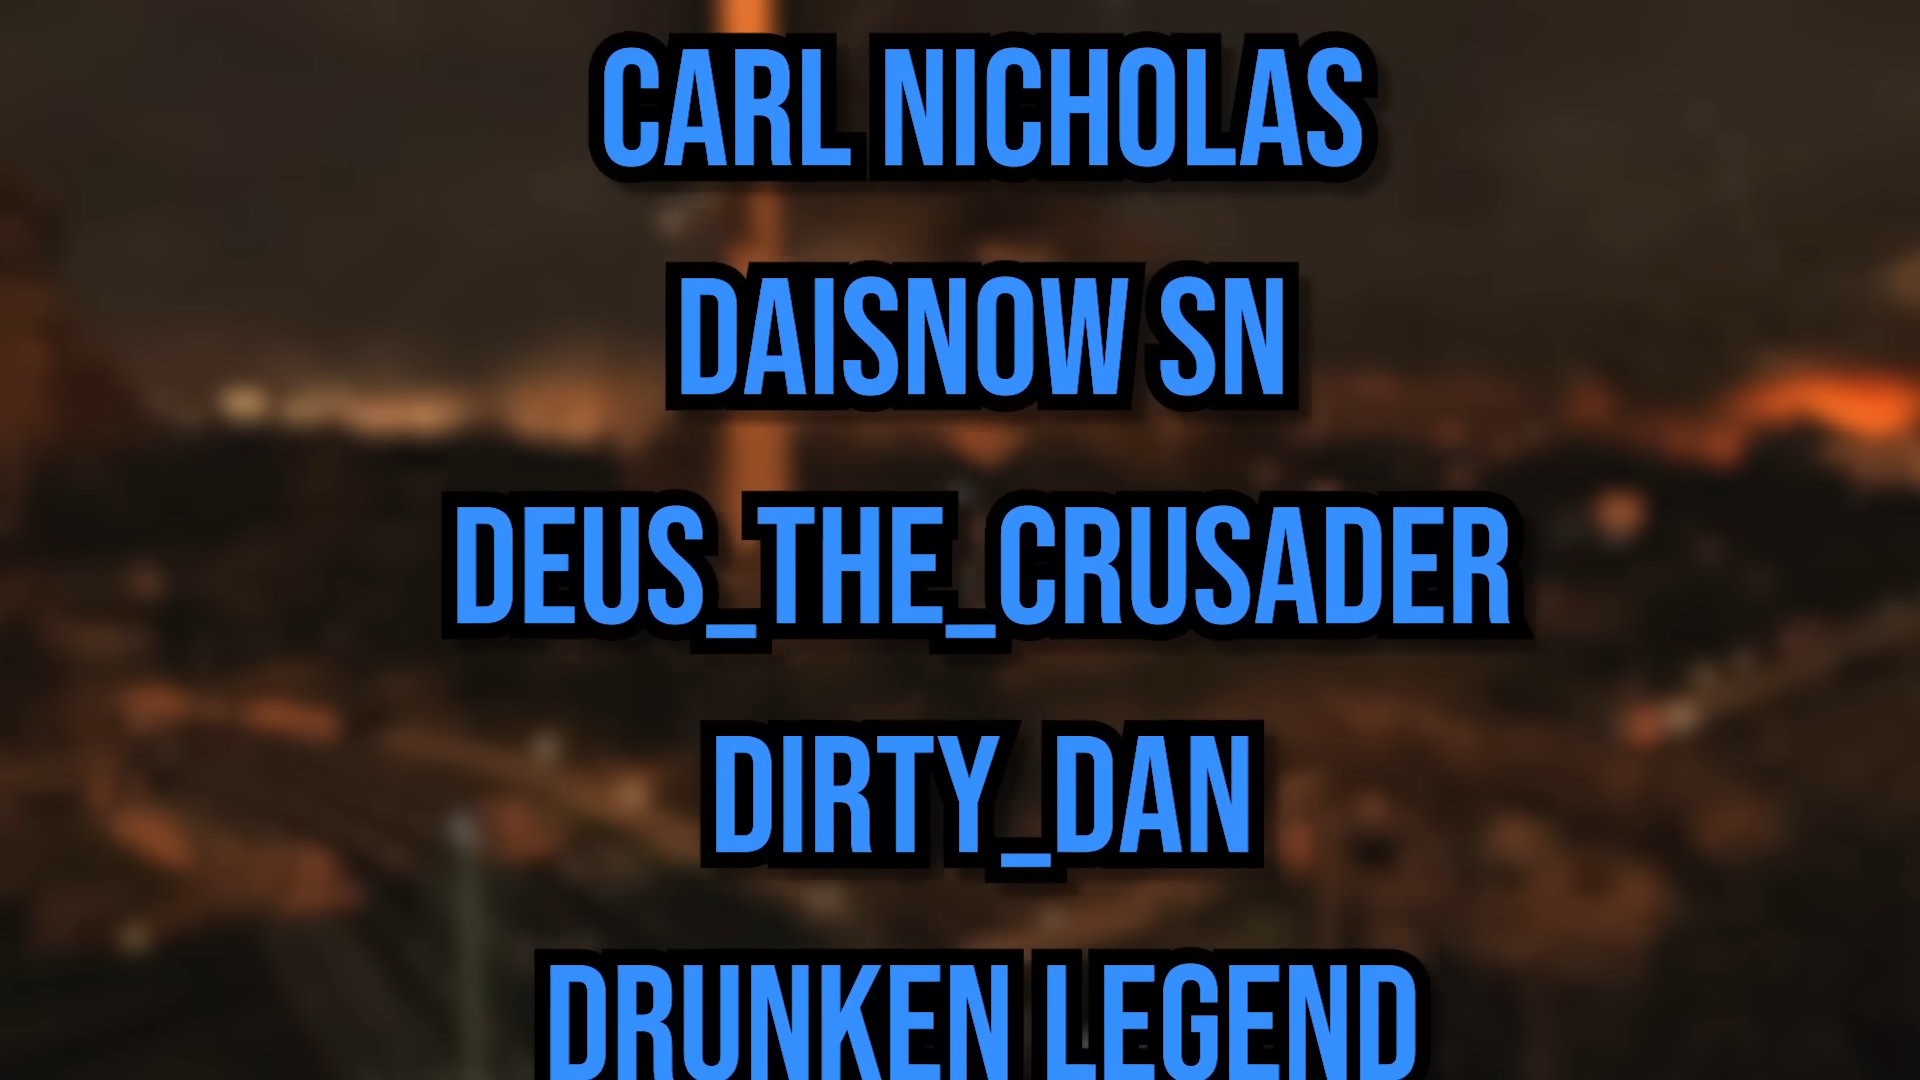 CARL NICHOLAS
DAISNOW SN
DEUS_THE_CRUSADER
DIRTY_DAN
DRUNKEN LEGEND